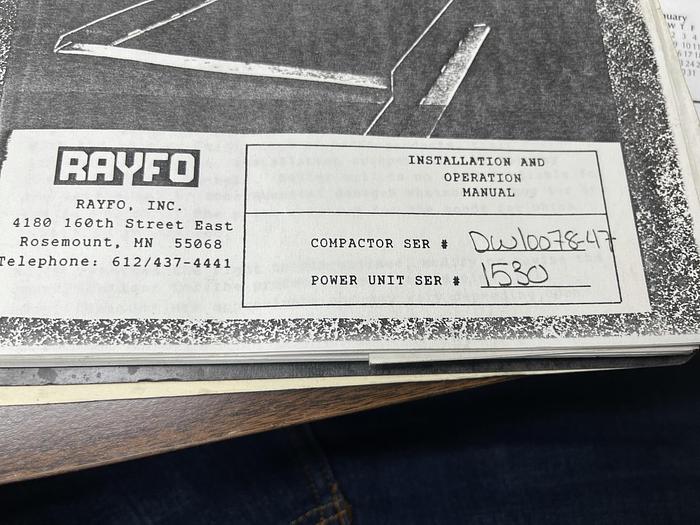 RAYFO
RAYFO, INC.
4180 160th Street East
Rosemount, MN 55068
Telephone: 612/437-4441
INSTALLATION AND
OPERATION
MANUAL
COMPACTOR SER # DW10078-47
POWER UNIT SER # 1530